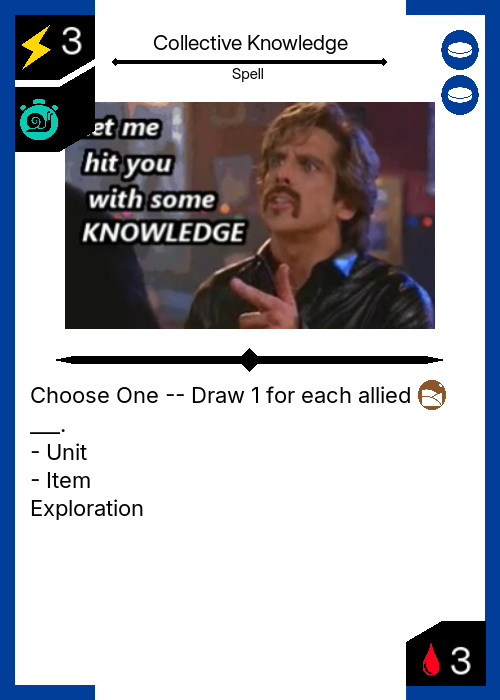 3
Collective Knowledge
Spell
et me
hit you
with some
KNOWLEDGE
Choose One -- Draw 1 for each allied
___.
- Unit
- Item
Exploration
3